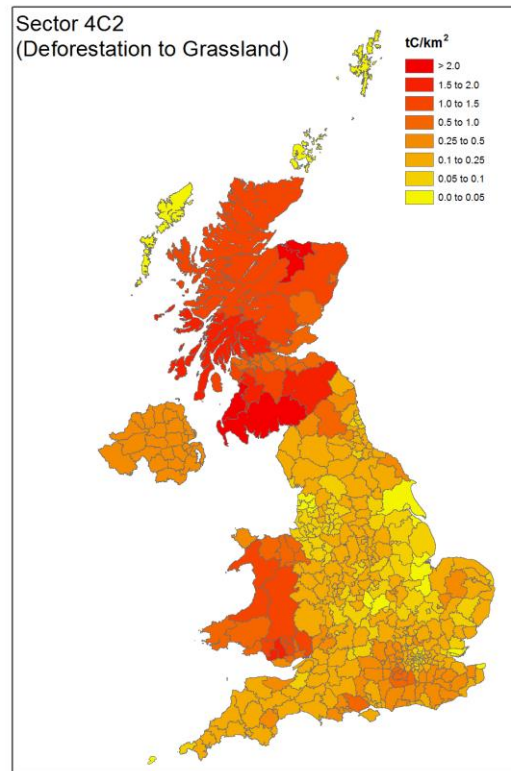 Sector 4C2
(Deforestation to Grassland)
tC/km²
> 2.0
1.5 to 2.0
1.0 to 1.5
0.5 to 1.0
0.25 to 0.5
0.1 to 0.25
0.05 to 0.1
0.0 to 0.05